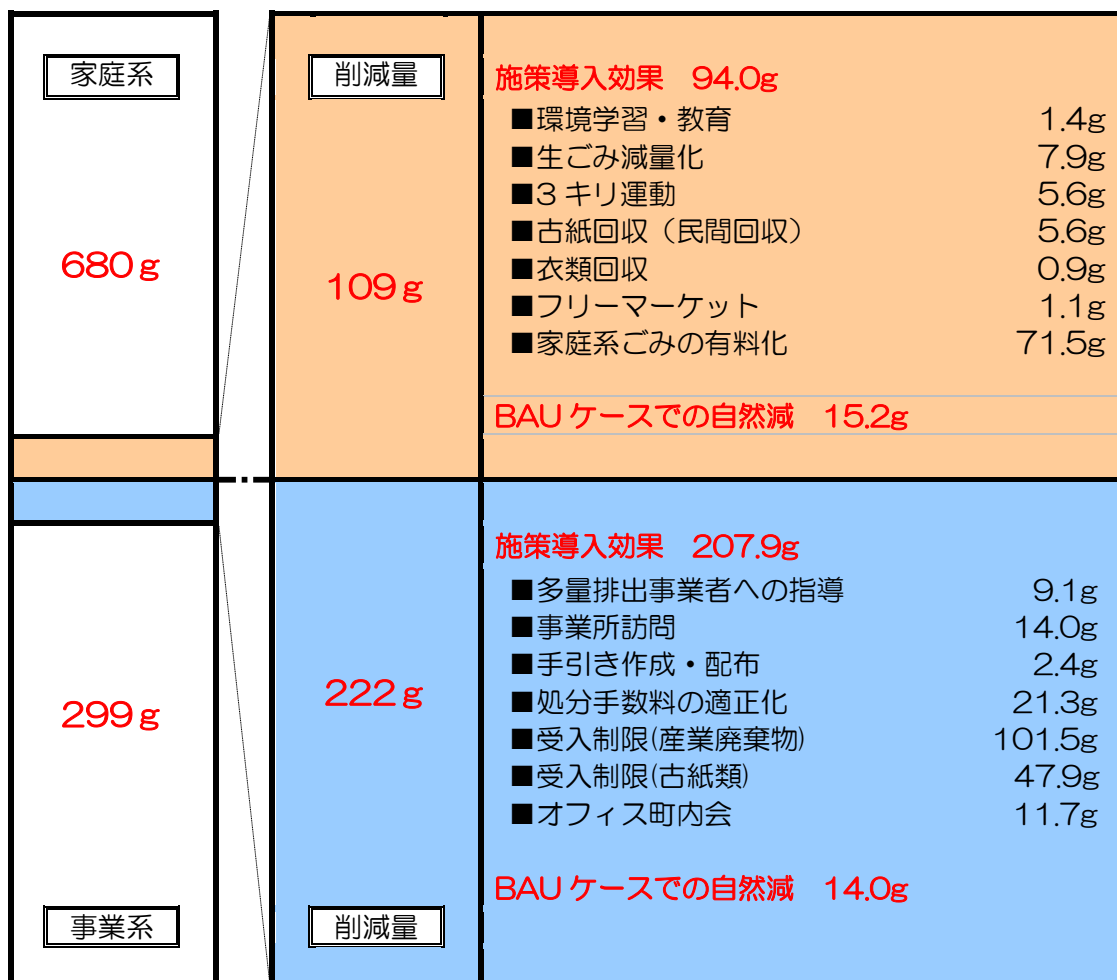 家庭系
680g
削減量
109g
施策導入効果 94.0g
■環境学習・教育 1.4g
■生ごみ減量化 7.9g
■3キリ運動 5.6g
■古紙回収（民間回収） 5.6g
■衣類回収 0.9g
■フリーマーケット 1.1g
■家庭系ごみの有料化 71.5g
BAUケースでの自然減 15.2g
299g
事業系
222g
削減量
施策導入効果 207.9g
■多量排出事業者への指導 9.1g
■事業所訪問 14.0g
■手引き作成・配布 2.4g
■処分手数料の適正化 21.3g
■受入制限(産業廃棄物) 101.5g
■受入制限(古紙類) 47.9g
■オフィス町内会 11.7g
BAUケースでの自然減 14.0g